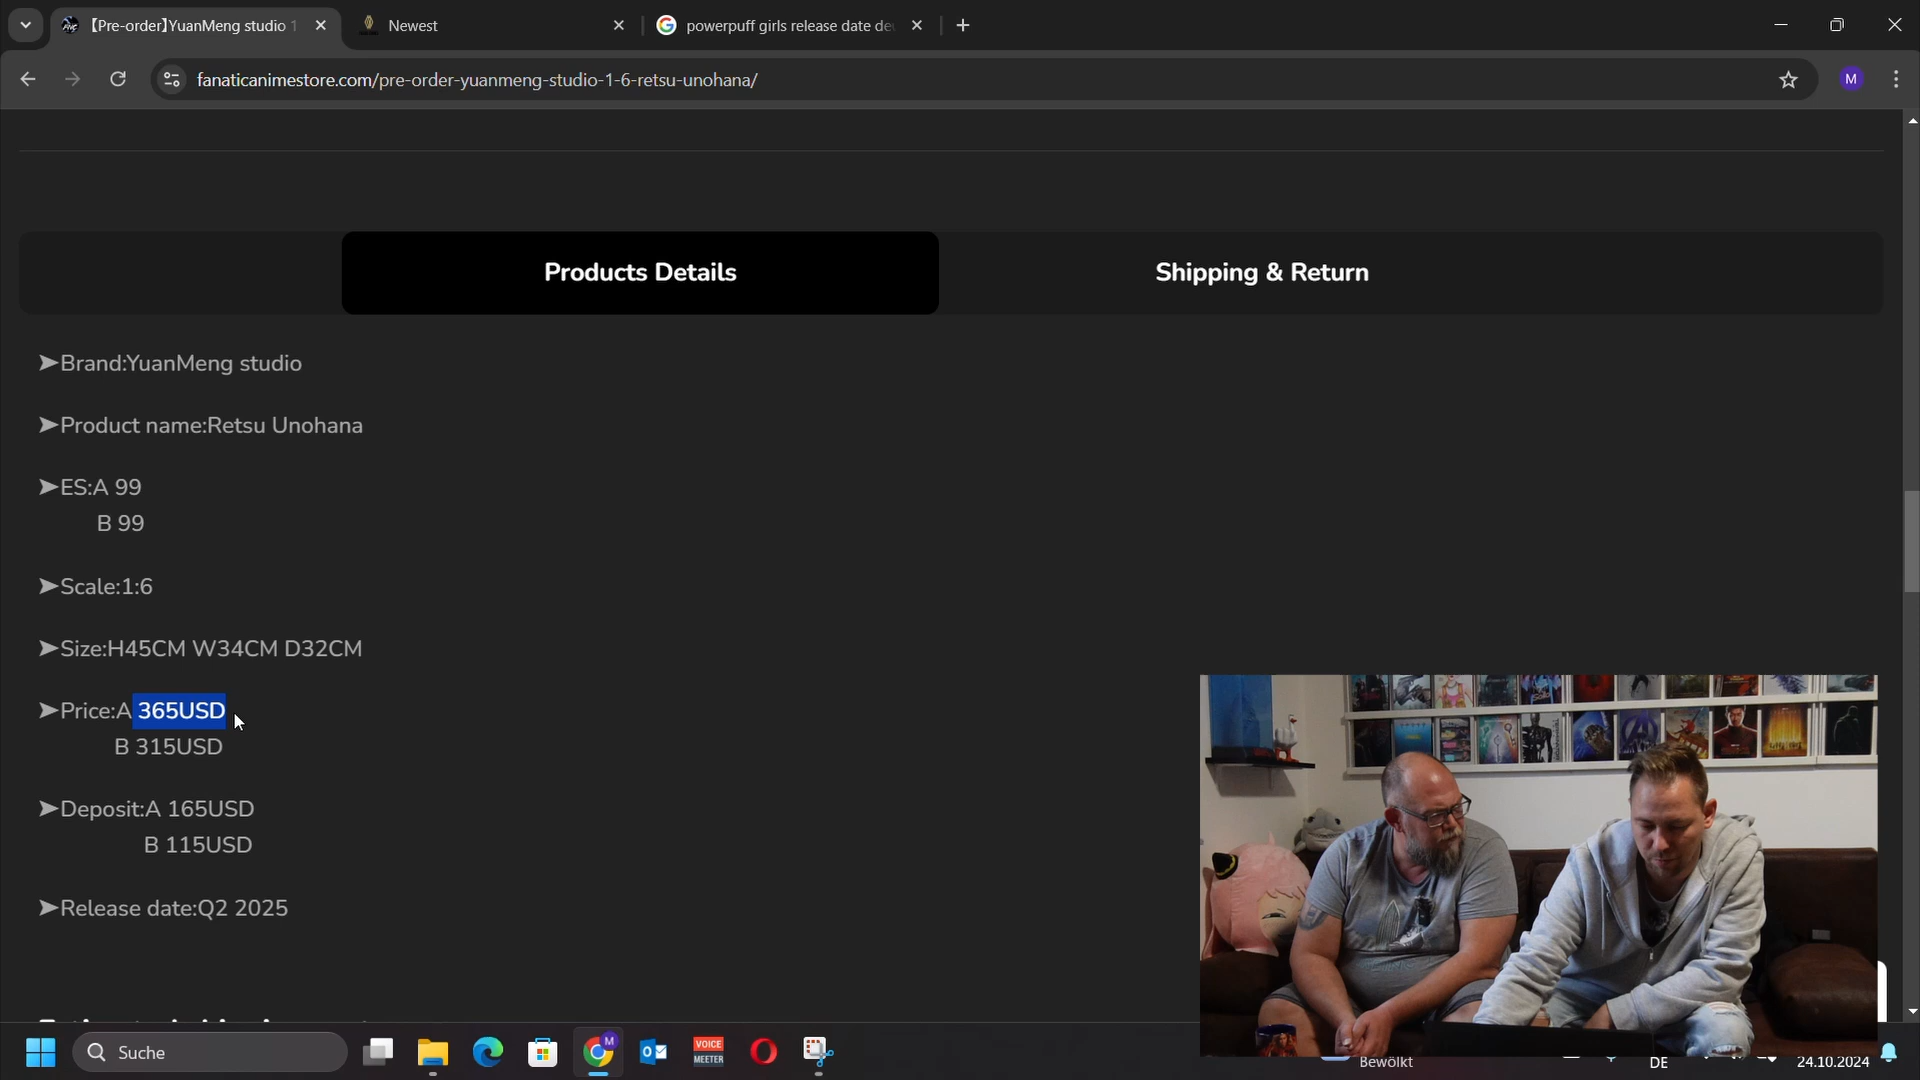 【Pre-order】YuanMeng studio 1
Newest
powerpuff girls release date de
fanaticanimestore.com/pre-order-yuanmeng-studio-1-6-retsu-unohana/
M
Products Details
Shipping & Return
➤Brand:YuanMeng studio
➤Product name:Retsu Unohana
➤ES:A 99
B 99
➤Scale:1:6
➤Size:H45CM W34CM D32CM
➤Price:A 365USD
B 315USD
➤Deposit:A 165USD
B 115USD
➤Release date:Q2 2025
Suche
M
VOICE
MEETER
Bewölkt
DE
24.10.2024